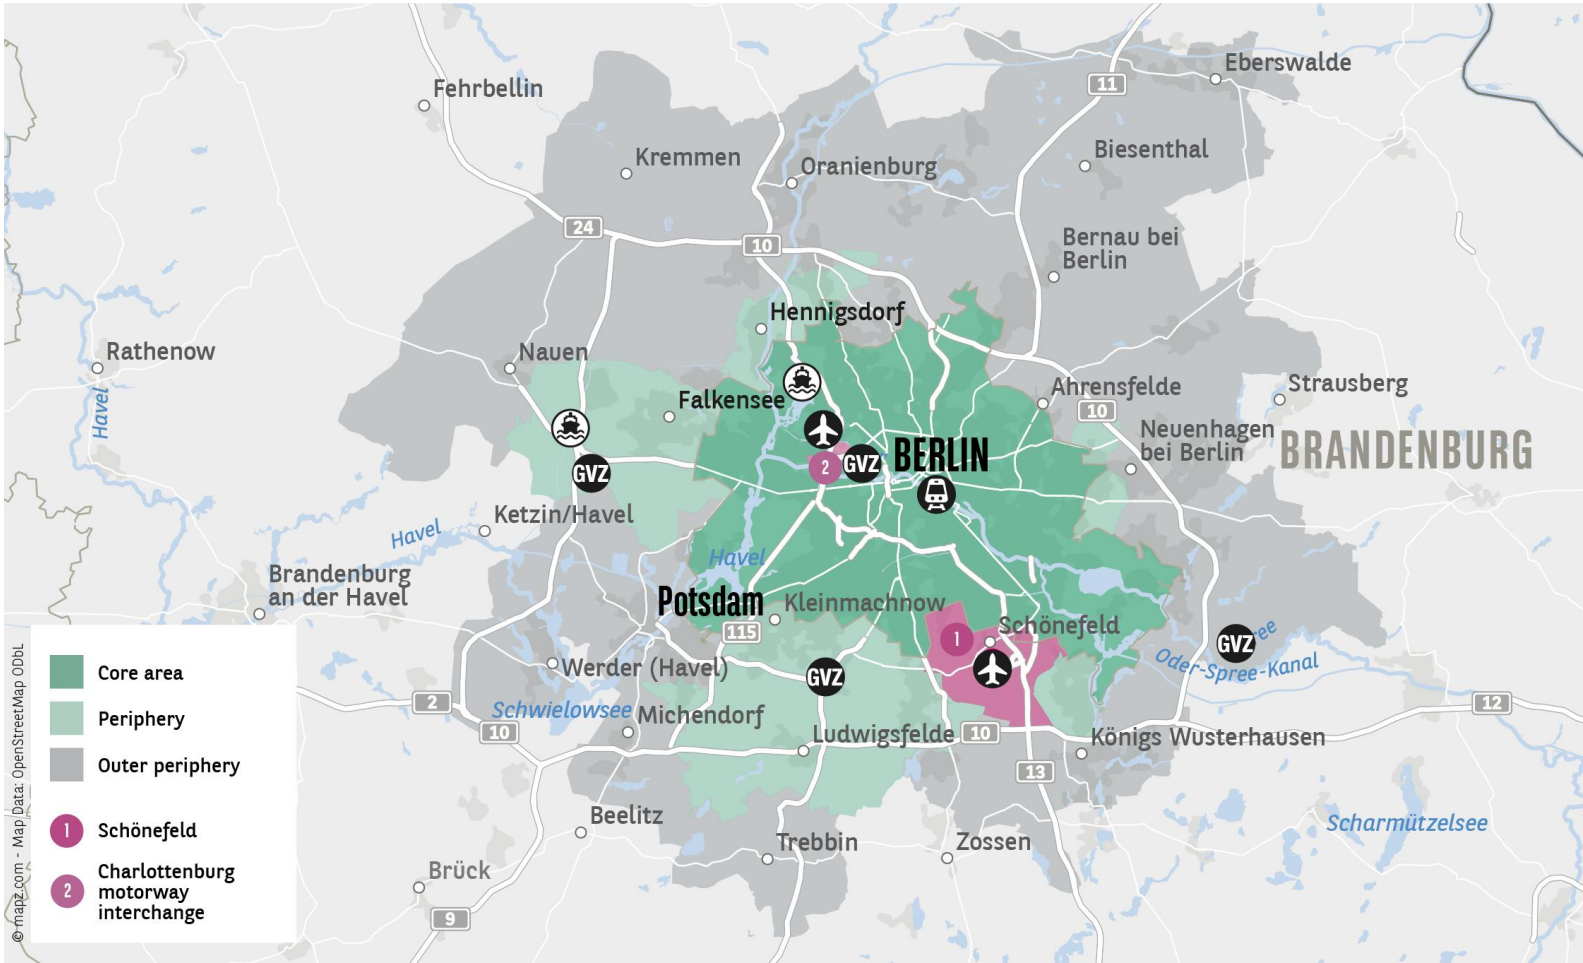 Eberswalde
11
Fehrbellin
Biesenthal
Kremmen
Oranienburg
24
10
Bernau bei
Berlin
Hennigsdorf
Rathenow
Nauen
Havel
Falkensee
Ahrensfelde
Strausberg
10
Neuenhagen
bei Berlin
BRANDENBURG
BERLIN
2
GVZ
GVZ
Ketzin/Havel
Havel
Havel
Brandenburg
an der Havel
Potsdam
Kleinmachnow
115
1
Schönefeld
GVZ
ee
Oder-Spree-Kanal
Werder (Havel)
GVZ
2
Schwielowsee
Michendorf
10
Ludwigsfelde
10
Königs Wusterhausen
12
13
Beelitz
Trebbin
Zossen
Scharmützelsee
Brück
9
Core area
Periphery
Outer periphery
1 Schönefeld
2 Charlottenburg
motorway
interchange
© mapz.com - Map Data: OpenStreetMap ODbL